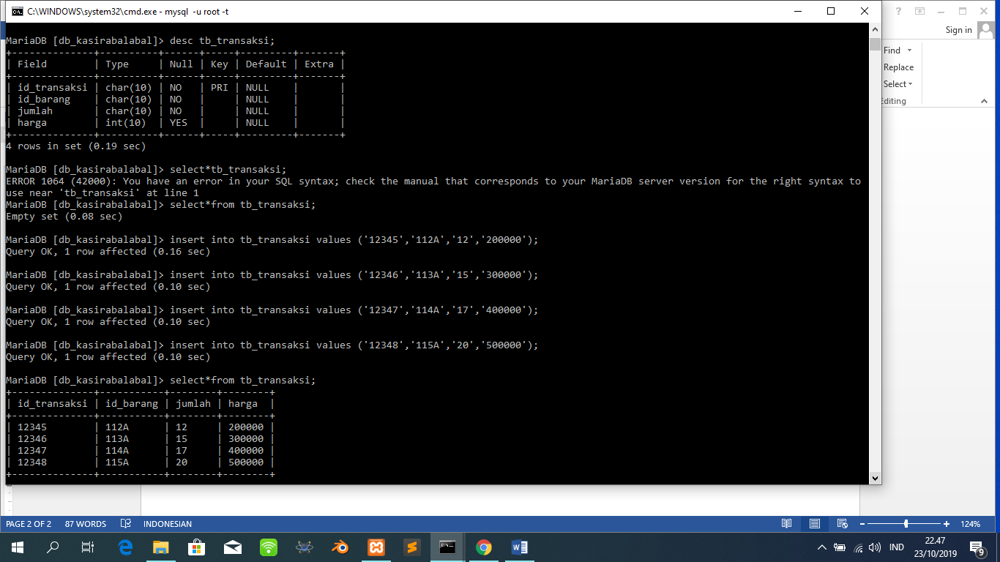 C:\WINDOWS\system32\cmd.exe - mysql -u root -t
Sign in
Find
Replace
Select
Editing
MariaDB [db_kasirabalabal]> desc tb_transaksi;
+--------------+----------+------+-----+---------+-------+
| Field        | Type     | Null | Key | Default | Extra |
+--------------+----------+------+-----+---------+-------+
| id_transaksi | char(10) | NO   | PRI | NULL    |       |
| id_barang    | char(10) | NO   |     | NULL    |       |
| jumlah       | char(10) | NO   |     | NULL    |       |
| harga        | int(10)  | YES  |     | NULL    |       |
+--------------+----------+------+-----+---------+-------+
4 rows in set (0.19 sec)
MariaDB [db_kasirabalabal]> select*tb_transaksi;
ERROR 1064 (42000): You have an error in your SQL syntax; check the manual that corresponds to your MariaDB server version for the right syntax to
use near 'tb_transaksi' at line 1
MariaDB [db_kasirabalabal]> select*from tb_transaksi;
Empty set (0.08 sec)
MariaDB [db_kasirabalabal]> insert into tb_transaksi values ('12345','112A','12','200000');
Query OK, 1 row affected (0.16 sec)
MariaDB [db_kasirabalabal]> insert into tb_transaksi values ('12346','113A','15','300000');
Query OK, 1 row affected (0.10 sec)
MariaDB [db_kasirabalabal]> insert into tb_transaksi values ('12347','114A','17','400000');
Query OK, 1 row affected (0.10 sec)
MariaDB [db_kasirabalabal]> insert into tb_transaksi values ('12348','115A','20','500000');
Query OK, 1 row affected (0.10 sec)
MariaDB [db_kasirabalabal]> select*from tb_transaksi;
+--------------+-----------+--------+--------+
| id_transaksi | id_barang | jumlah | harga  |
+--------------+-----------+--------+--------+
| 12345        | 112A      | 12     | 200000 |
| 12346        | 113A      | 15     | 300000 |
| 12347        | 114A      | 17     | 400000 |
| 12348        | 115A      | 20     | 500000 |
+--------------+-----------+--------+--------+
PAGE 2 OF 2 87 WORDS INDONESIAN 124%
IND 22.47
23/10/2019 9